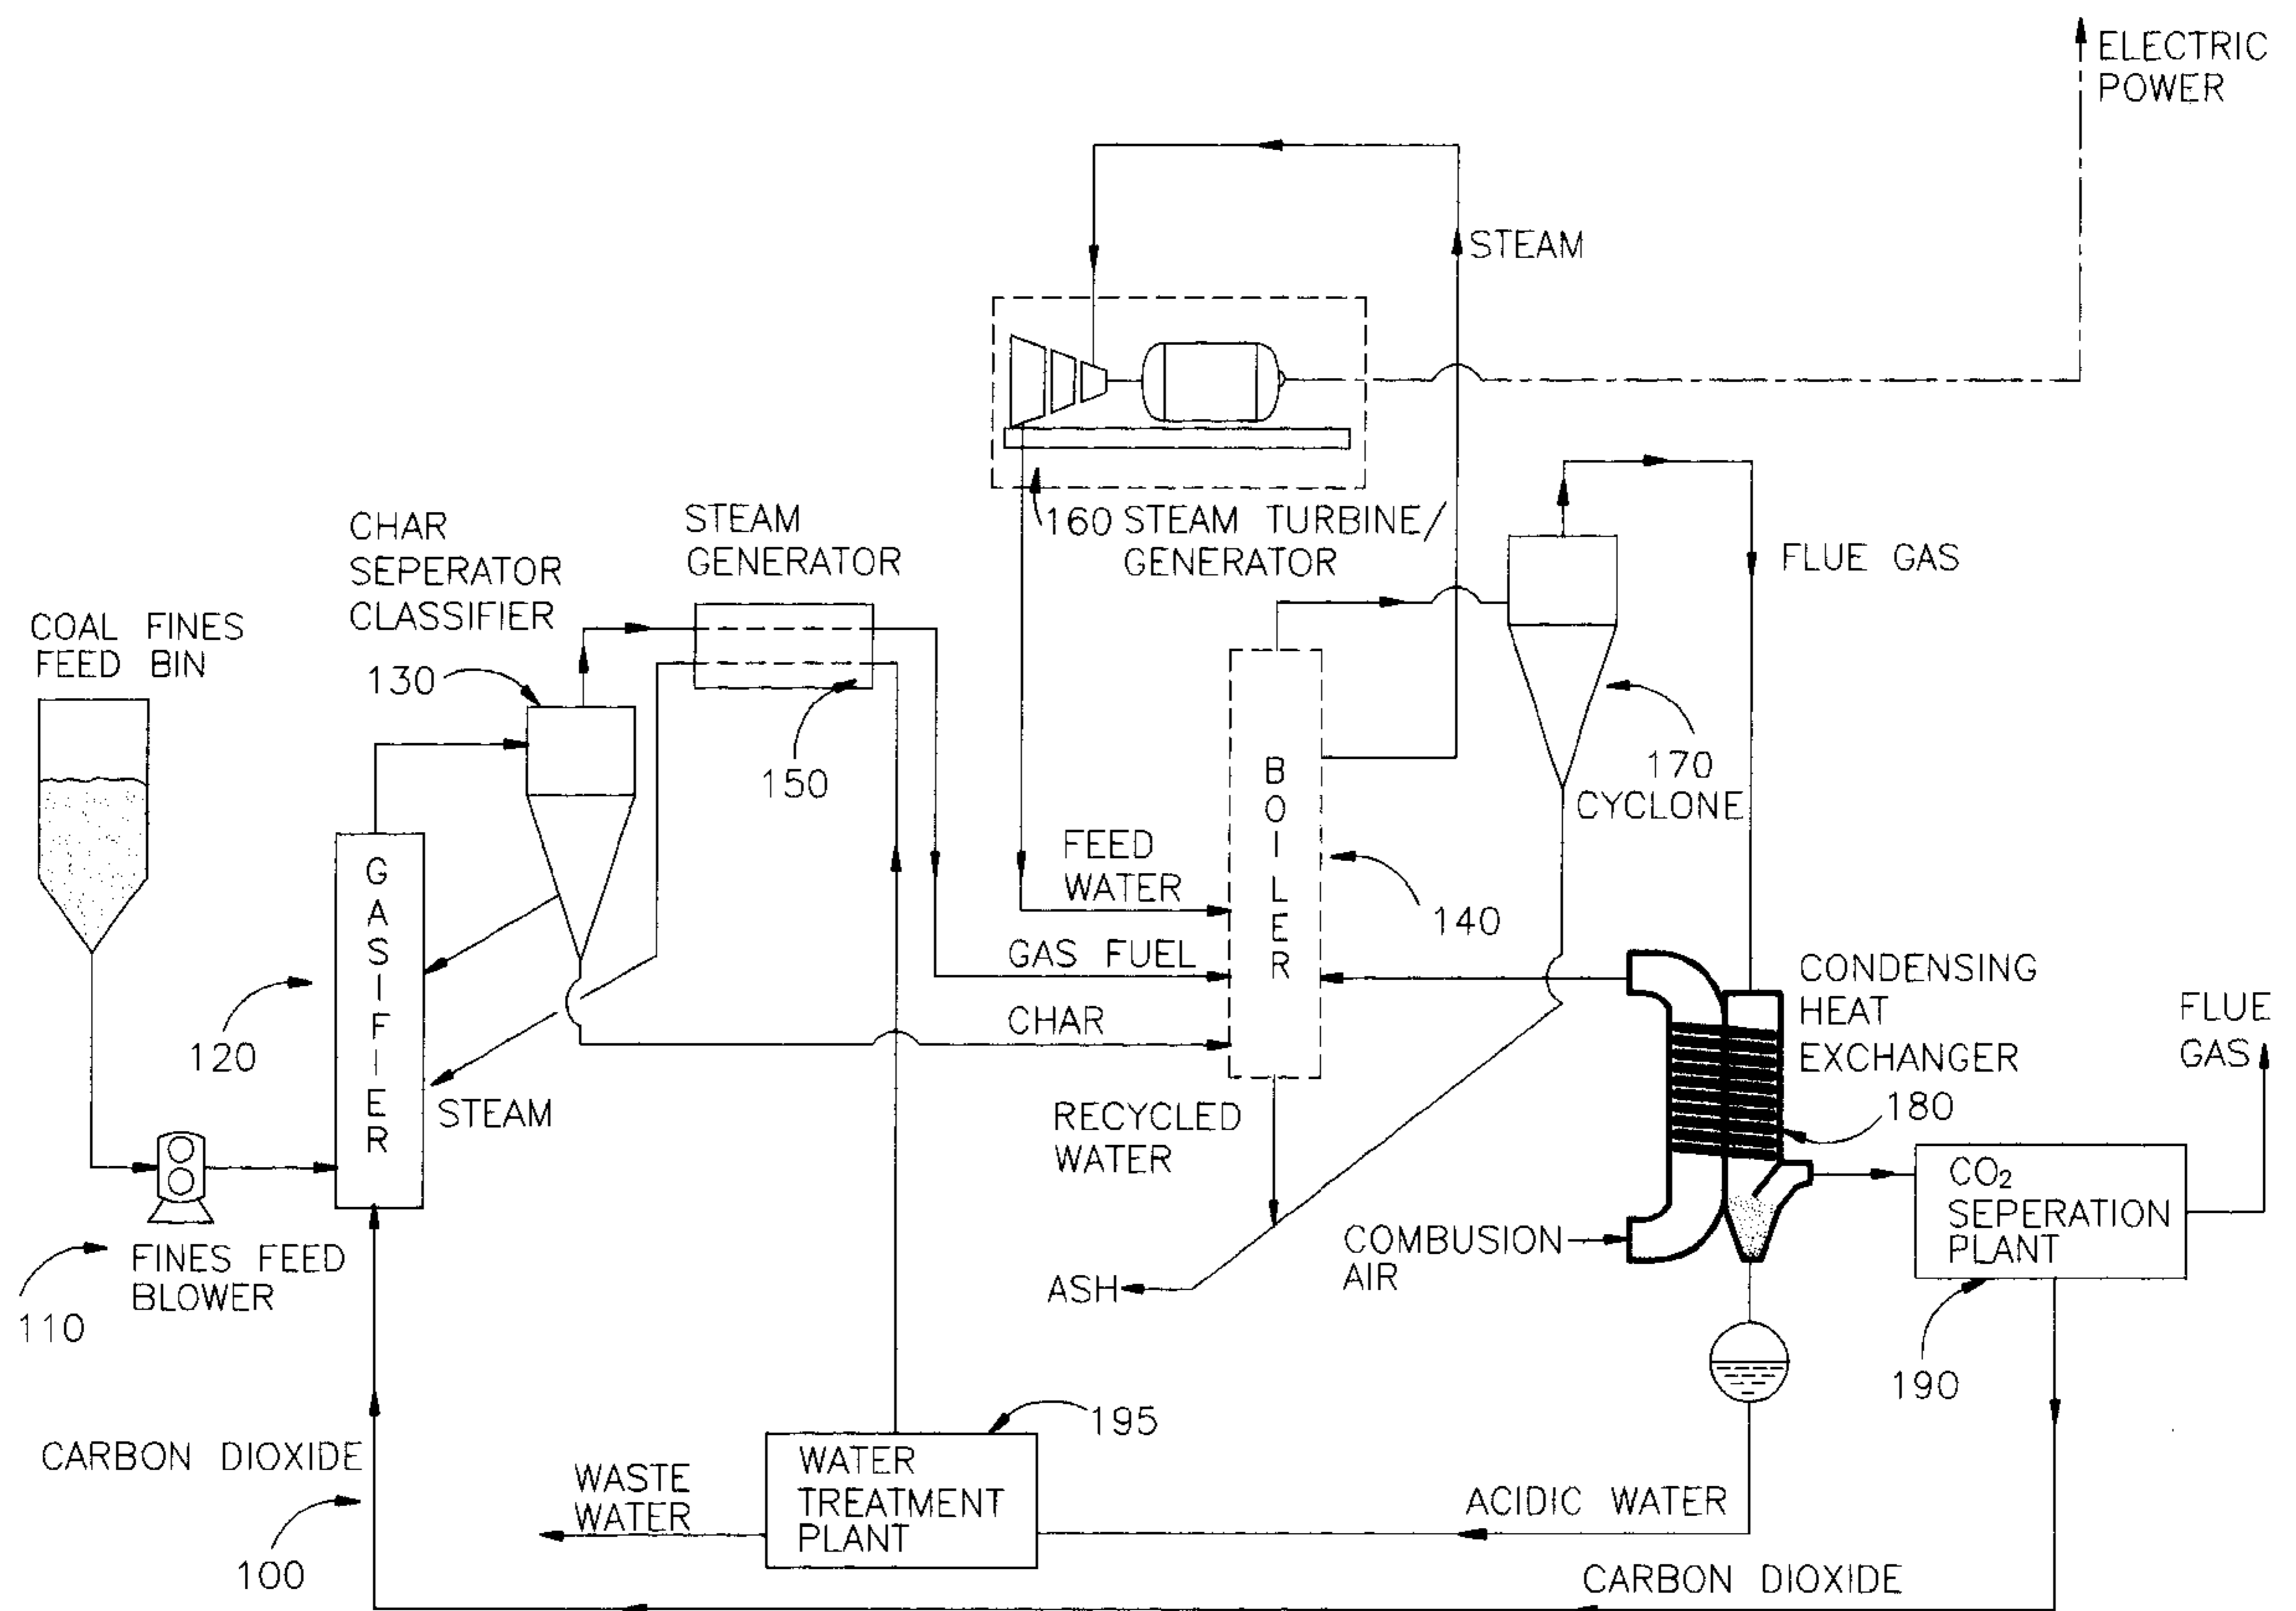 ELECTRIC
POWER
STEAM
160 STEAM TURBINE/
GENERATOR
CHAR
SEPERATOR
CLASSIFIER
STEAM
GENERATOR
FLUE GAS
COAL FINES
FEED BIN
130
150
170
CYCLONE
BOILER
140
FEED
WATER
GAS FUEL
CHAR
GASIFIER
120
STEAM
CONDENSING
HEAT
EXCHANGER
180
FLUE
GAS
RECYCLED
WATER
CO2
SEPERATION
PLANT
COMBUSION
AIR
ASH
FINES FEED
BLOWER
110
190
195
CARBON DIOXIDE
100
WASTE
WATER
WATER
TREATMENT
PLANT
ACIDIC WATER
CARBON DIOXIDE